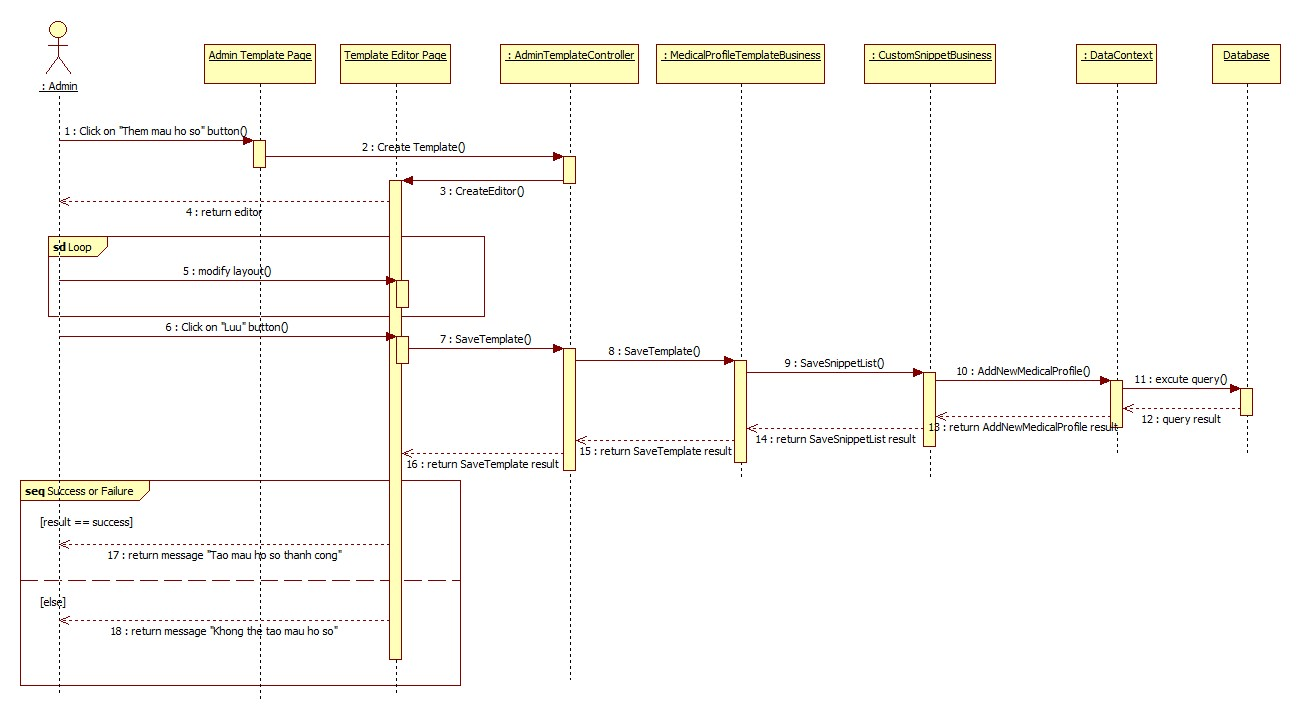 : Admin
Admin Template Page
Template Editor Page
: AdminTemplateController
: MedicalProfileTemplateBusiness
: CustomSnippetBusiness
: DataContext
Database
1 : Click on "Them mau ho so" button()
2 : Create Template()
3 : CreateEditor()
4 : return editor
sd Loop
5 : modify layout()
6 : Click on "Luu" button()
7 : SaveTemplate()
8 : SaveTemplate()
9 : SaveSnippetList()
10 : AddNewMedicalProfile()
11 : excute query()
12 : query result
13 : return AddNewMedicalProfile result
14 : return SaveSnippetList result
15 : return SaveTemplate result
16 : return SaveTemplate result
seq Success or Failure
[result == success]
17 : return message "Tao mau ho so thanh cong"
[else]
18 : return message "Khong the tao mau ho so"